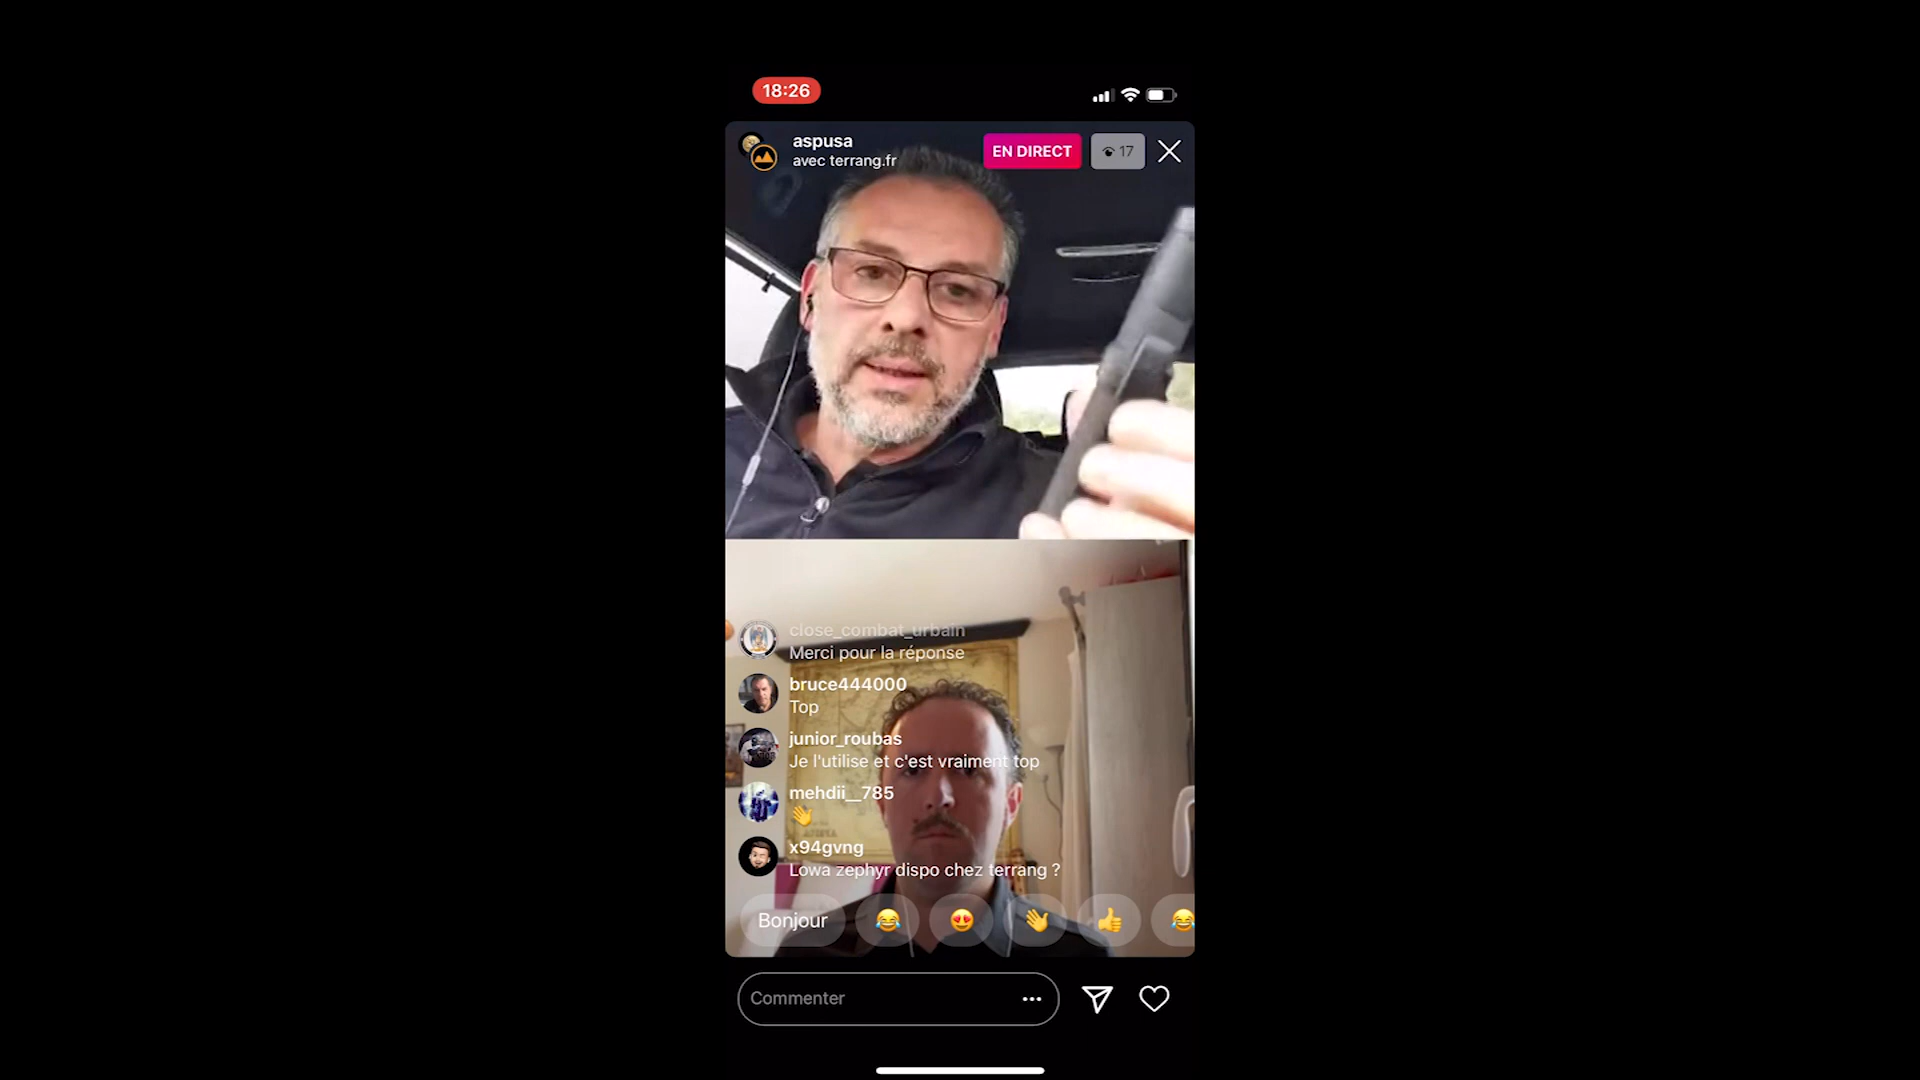 18:26
aspusa
avec terrang.fr
EN DIRECT
17
close_combat_urbain
Merci pour la réponse
bruce444000
Top
junior_roubas
Je l'utilise et c'est vraiment top
mehdii__785
👋
x94gvng
Lowa zephyr dispo chez terrang ?
Bonjour 😂 😍 👋 👍 😂
Commenter